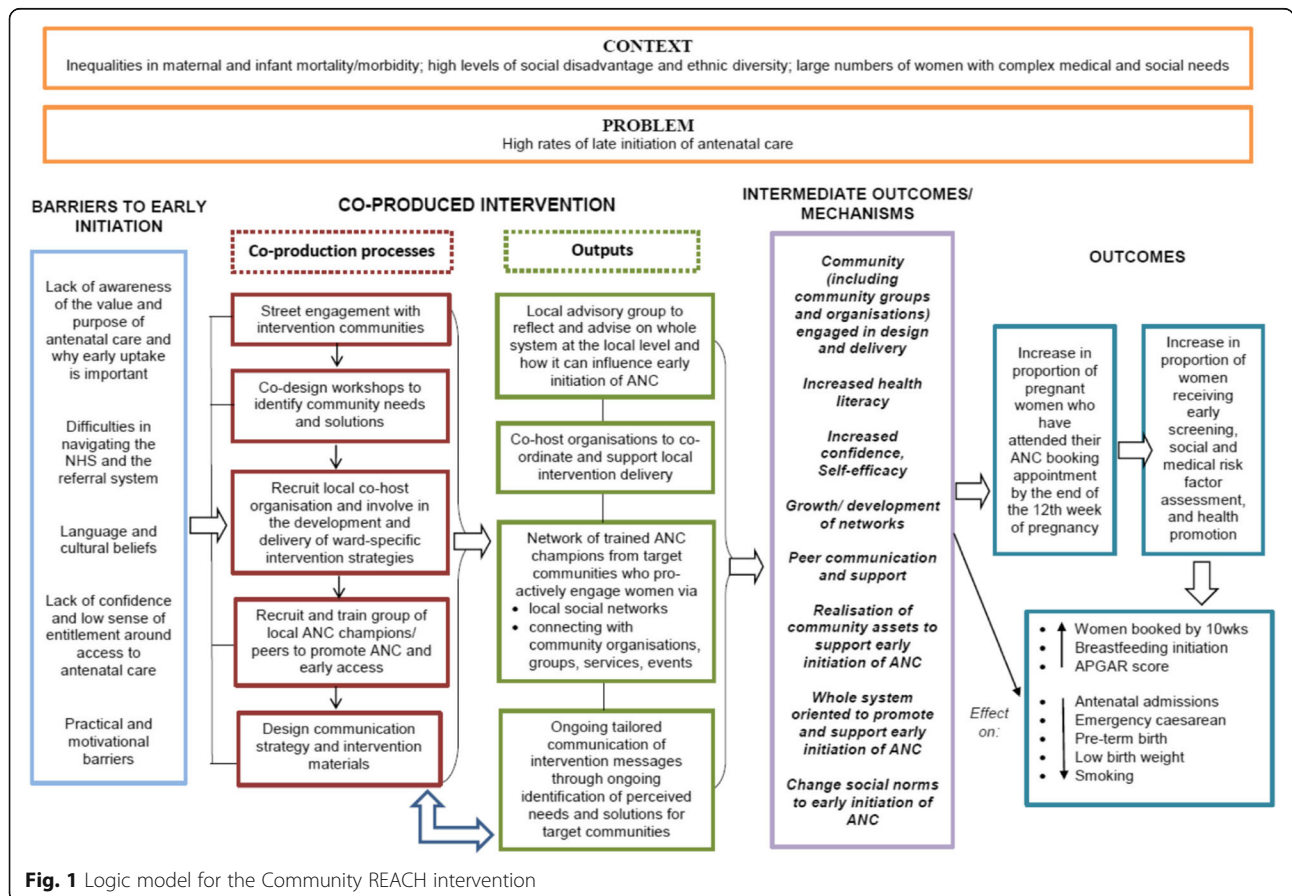 CONTEXT
Inequalities in maternal and infant mortality/morbidity; high levels of social disadvantage and ethnic diversity; large numbers of women with complex medical and social needs
PROBLEM
High rates of late initiation of antenatal care
BARRIERS TO EARLY
INITIATION
Lack of awareness
of the value and
purpose of
antenatal care and
why early uptake
is important
Difficulties in
navigating the
NHS and the
referral system
Language and
cultural beliefs
Lack of confidence
and low sense of
entitlement around
access to
antenatal care
Practical and
motivational
barriers
CO-PRODUCED INTERVENTION
Co-production processes
Street engagement with
intervention communities
Co-design workshops to
identify community needs
and solutions
Recruit local co-host
organisation and involve in
the development and
delivery of ward-specific
intervention strategies
Recruit and train group of
local ANC champions/
peers to promote ANC and
early access
Design communication
strategy and intervention
materials
Outputs
Local advisory group to
reflect and advise on whole
system at the local level and
how it can influence early
initiation of ANC
Co-host organisations to co-
ordinate and support local
intervention delivery
Network of trained ANC
champions from target
communities who pro-
actively engage women via
• local social networks
• connecting with
community organisations,
groups, services, events
Ongoing tailored
communication of
intervention messages
through ongoing
identification of perceived
needs and solutions for
target communities
INTERMEDIATE OUTCOMES/
MECHANISMS
Community
(including
community groups
and organisations)
engaged in design
and delivery
Increased health
literacy
Increased
confidence,
Self-efficacy
Growth/ development
of networks
Peer communication
and support
Realisation of
community assets to
support early
initiation of ANC
Whole system
oriented to promote
and support early
initiation of ANC
Change social norms
to early initiation of
ANC
OUTCOMES
Increase in
proportion of
pregnant
women who
have
attended their
ANC booking
appointment
by the end of
the 12th week
of pregnancy
Increase in
proportion of
women
receiving
early
screening,
social and
medical risk
factor
assessment,
and health
promotion
Effect
on:
• Women booked by 10wks
• Breastfeeding initiation
• APGAR score
• Antenatal admissions
• Emergency caesarean
• Pre-term birth
• Low birth weight
• Smoking
Fig. 1 Logic model for the Community REACH intervention